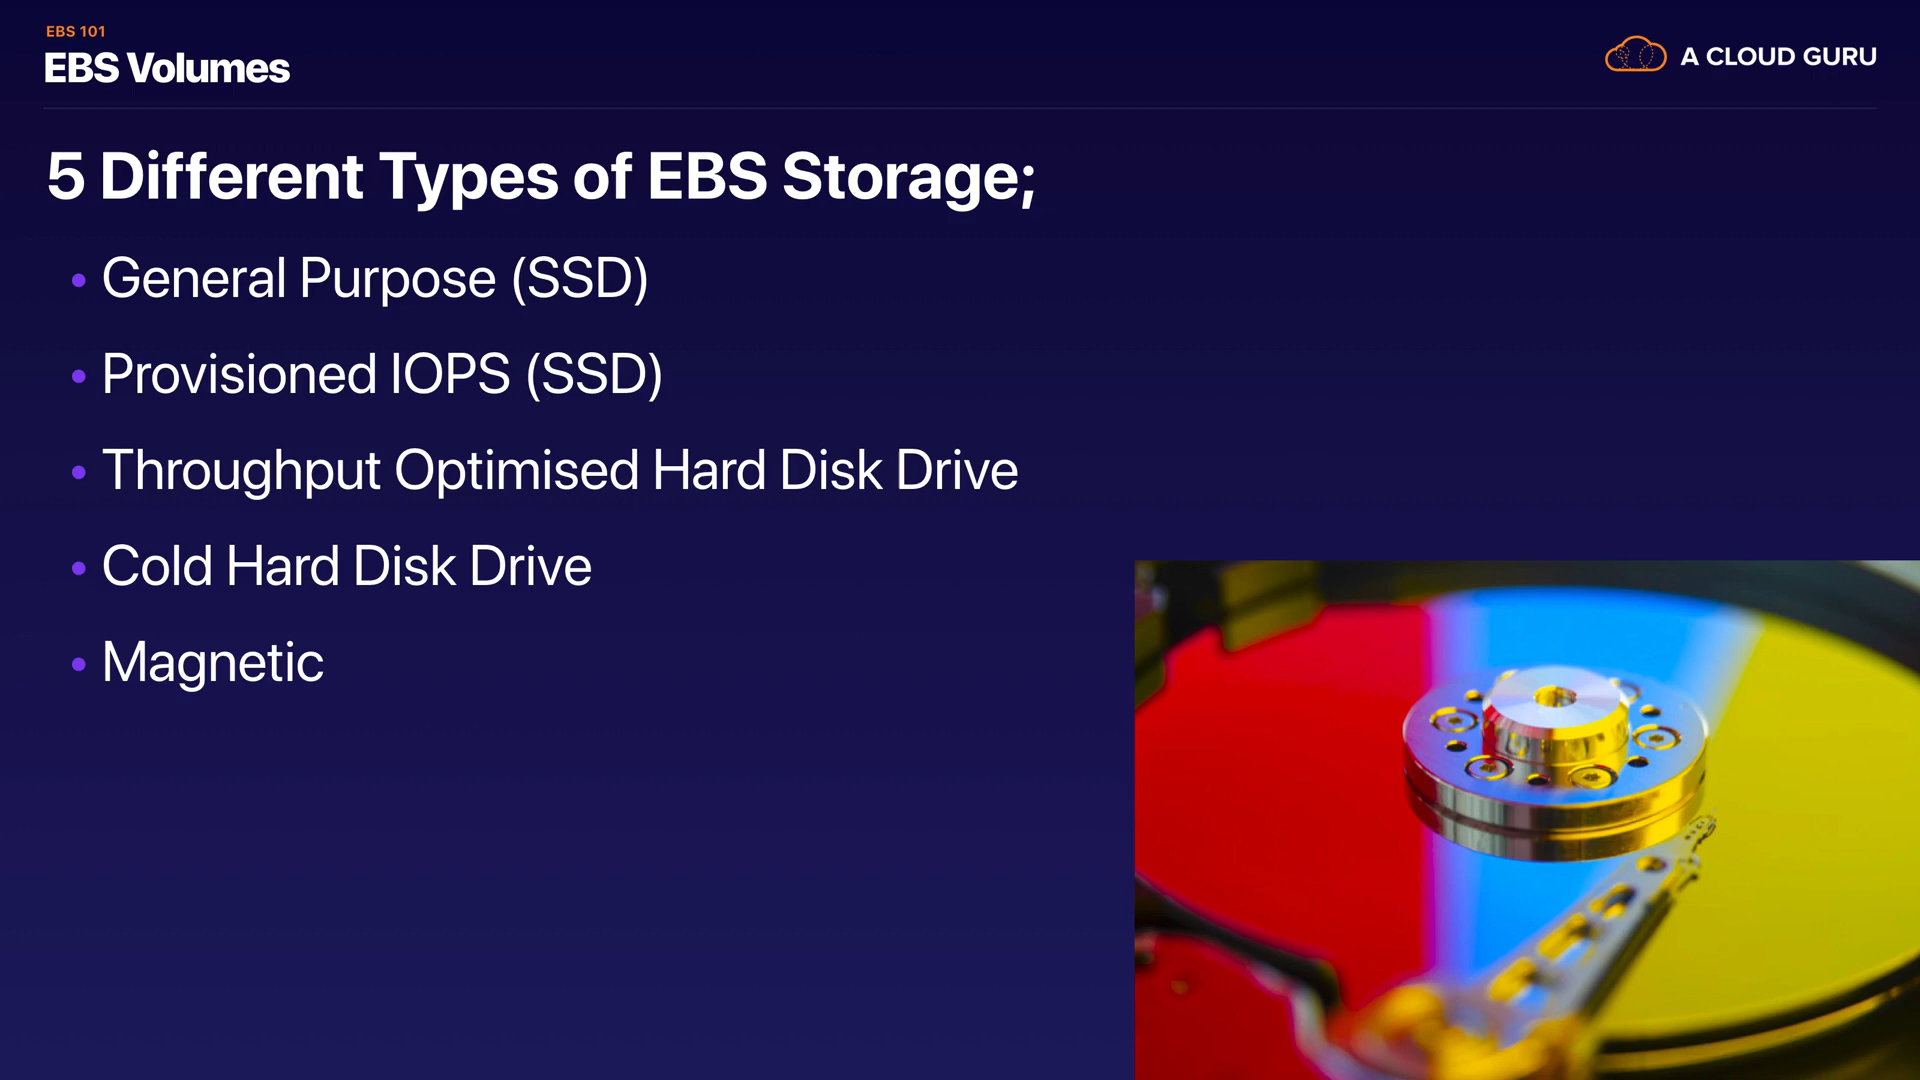 EBS 101
EBS Volumes
A CLOUD GURU
5 Different Types of EBS Storage;
• General Purpose (SSD)
• Provisioned IOPS (SSD)
• Throughput Optimised Hard Disk Drive
• Cold Hard Disk Drive
• Magnetic